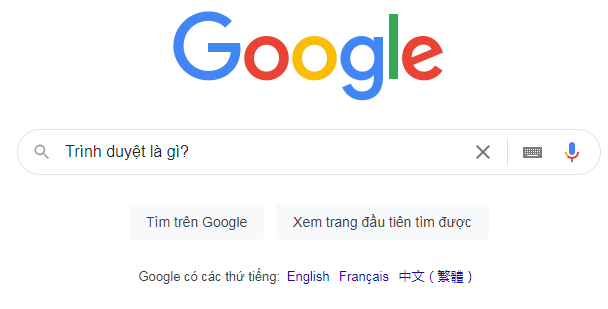 Google
Trình duyệt là gì?
Tìm trên Google Xem trang đầu tiên tìm được
Google có các thứ tiếng: English Français 中文 ( 繁體 )